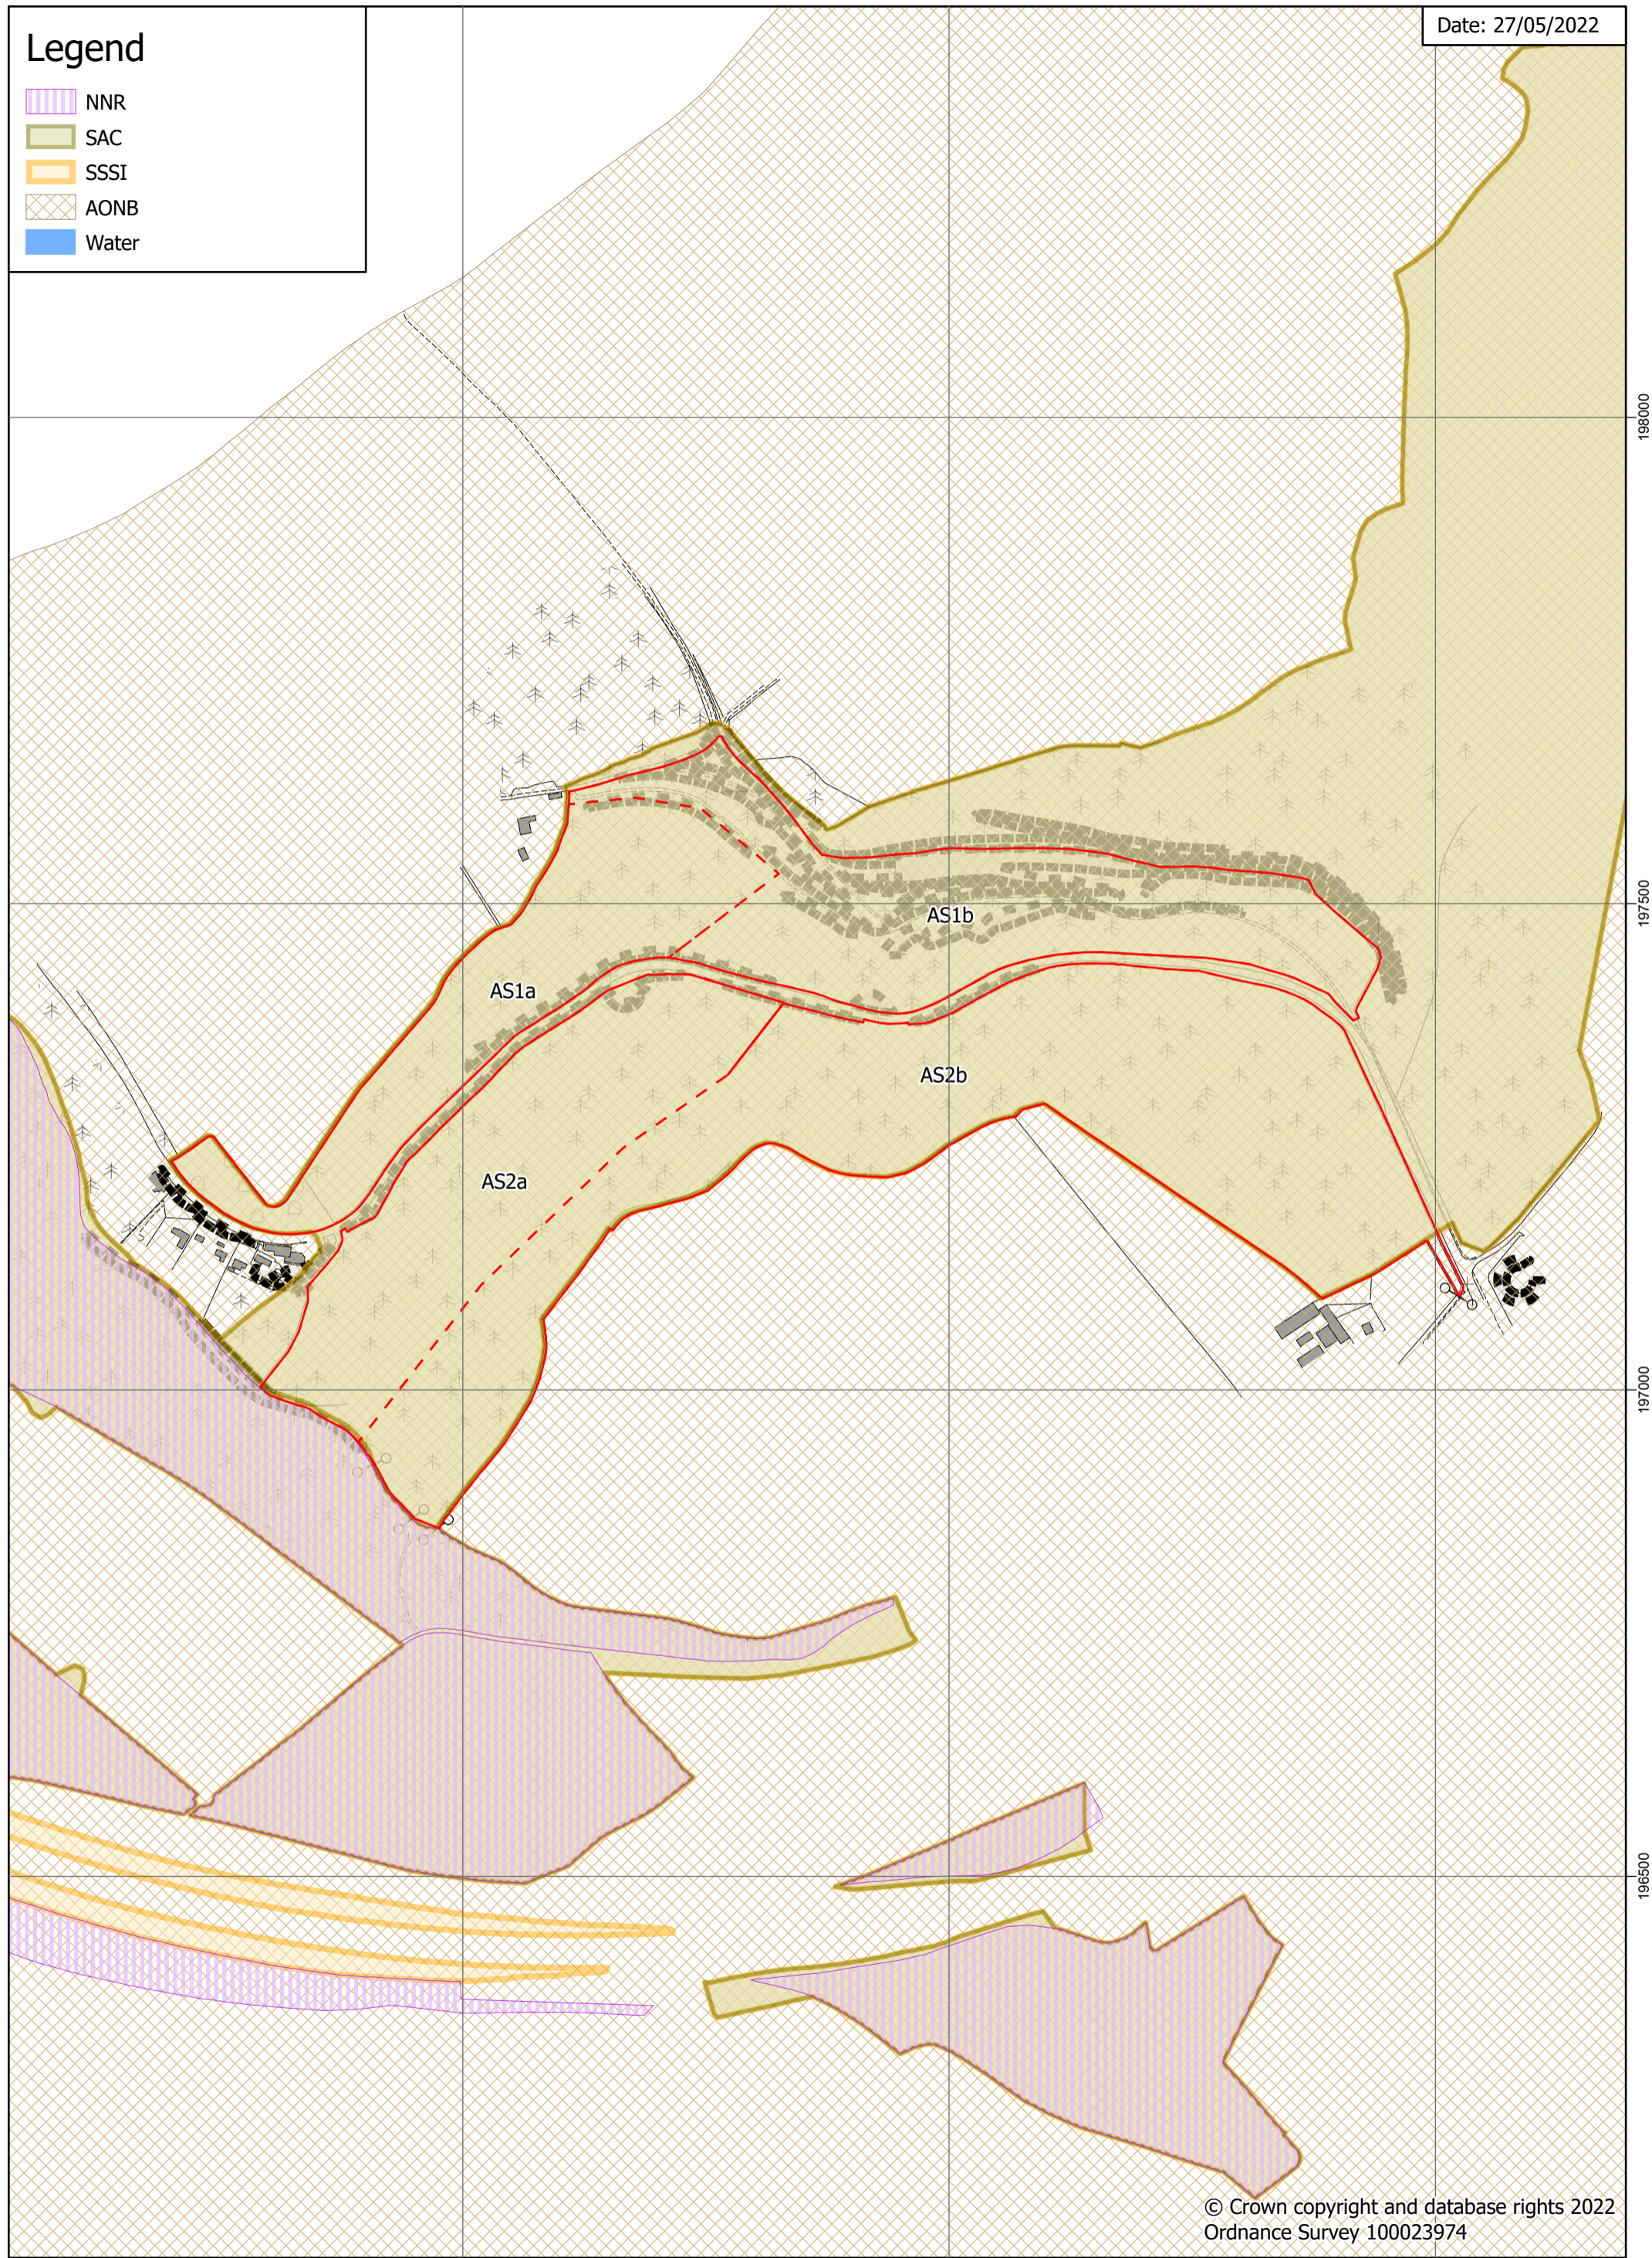 Legend
NNR
SAC
SSSI
AONB
Water
Date: 27/05/2022
198000
197500
AS1b
AS1a
AS2b
AS2a
197000
196500
© Crown copyright and database rights 2022
Ordnance Survey 100023974